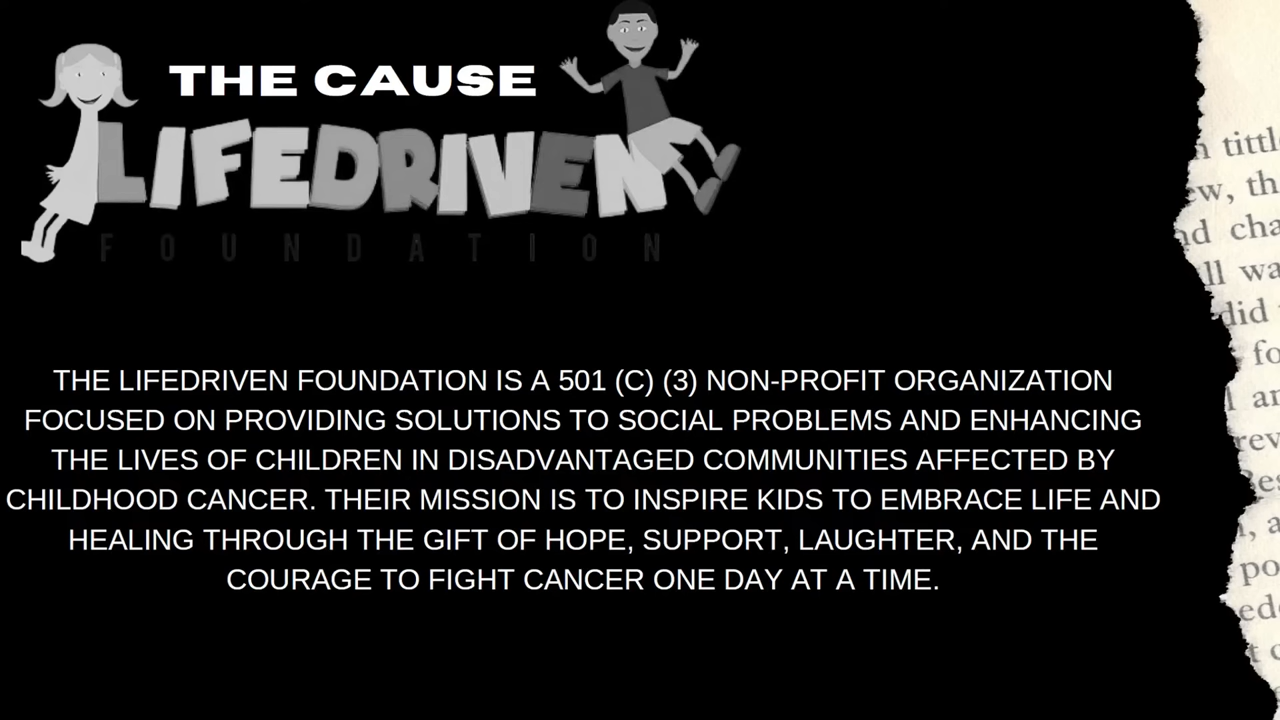 THE CAUSE
LIFEDRIVEN
FOUNDATION
THE LIFEDRIVEN FOUNDATION IS A 501 (C) (3) NON-PROFIT ORGANIZATION
FOCUSED ON PROVIDING SOLUTIONS TO SOCIAL PROBLEMS AND ENHANCING
THE LIVES OF CHILDREN IN DISADVANTAGED COMMUNITIES AFFECTED BY
CHILDHOOD CANCER. THEIR MISSION IS TO INSPIRE KIDS TO EMBRACE LIFE AND
HEALING THROUGH THE GIFT OF HOPE, SUPPORT, LAUGHTER, AND THE
COURAGE TO FIGHT CANCER ONE DAY AT A TIME.